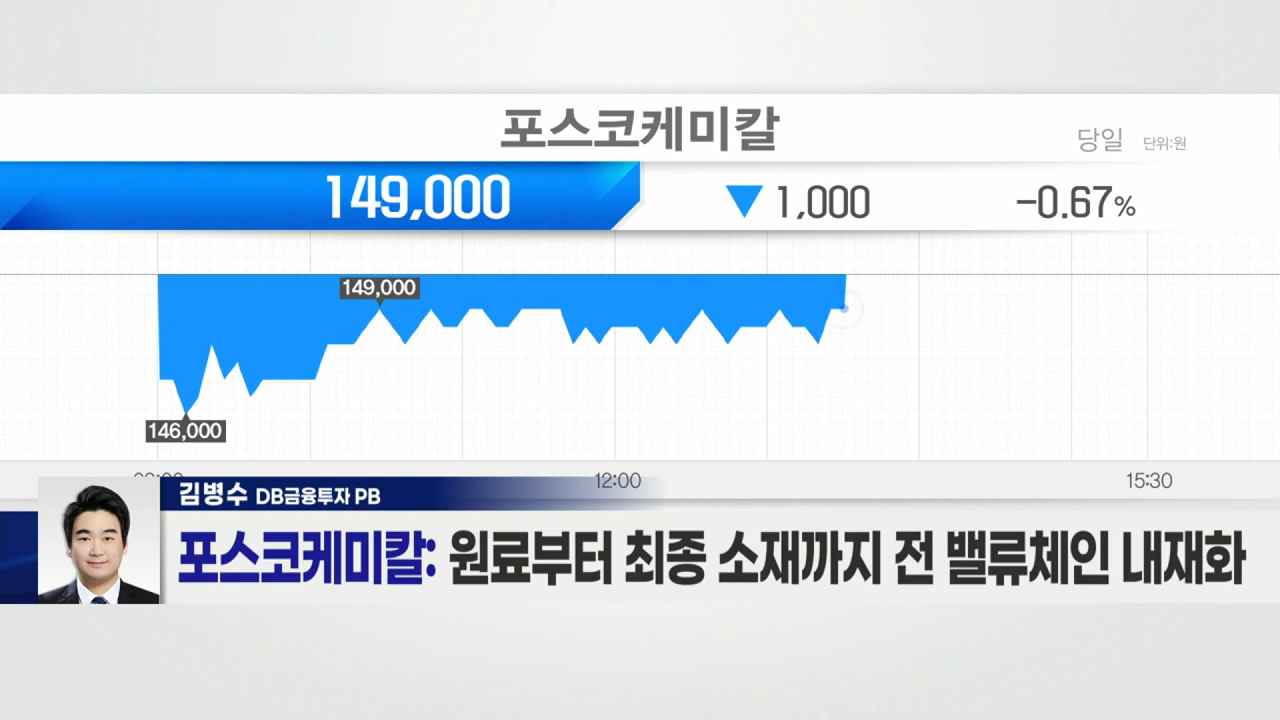 포스코케미칼
당일 단위:원
149,000 ▼ 1,000 -0.67%
149,000
146,000
12:00 15:30
김병수 DB금융투자 PB
포스코케미칼: 원료부터 최종 소재까지 전 밸류체인 내재화